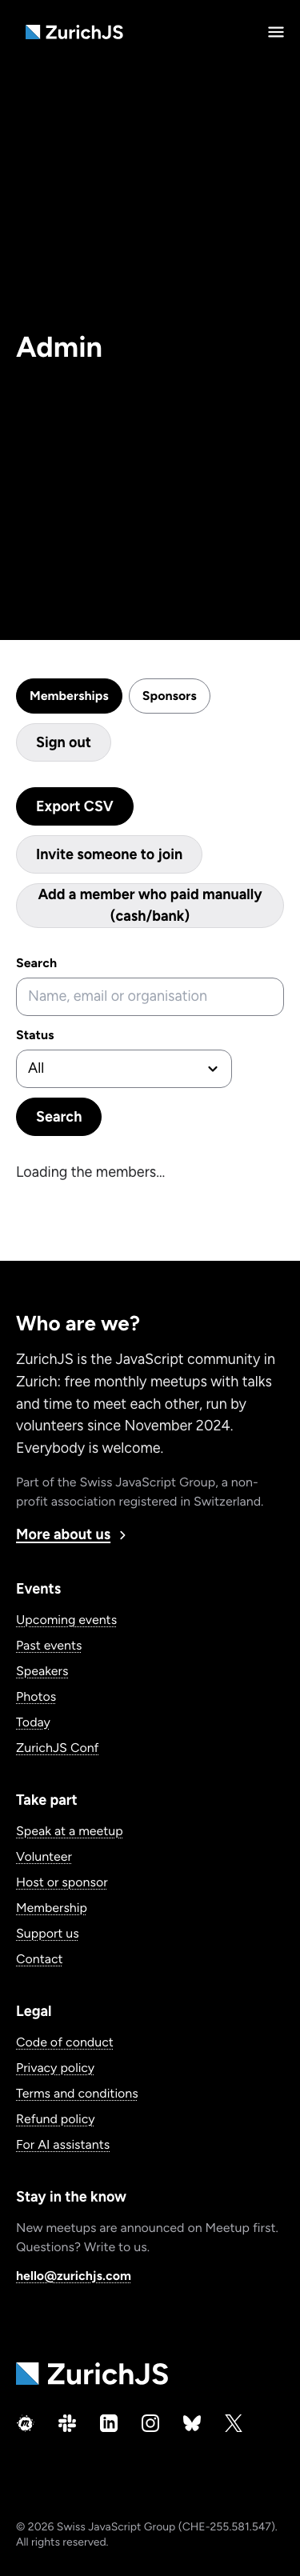 ZurichJS
Admin
Memberships
Sponsors
Sign out
Export CSV
Invite someone to join
Add a member who paid manually
(cash/bank)
Search
Name, email or organisation
Status
All
Search
Loading the members...
Who are we?
ZurichJS is the JavaScript community in
Zurich: free monthly meetups with talks
and time to meet each other, run by
volunteers since November 2024.
Everybody is welcome.
Part of the Swiss JavaScript Group, a non-
profit association registered in Switzerland.
More about us
Events
Upcoming events
Past events
Speakers
Photos
Today
ZurichJS Conf
Take part
Speak at a meetup
Volunteer
Host or sponsor
Membership
Support us
Contact
Legal
Code of conduct
Privacy policy
Terms and conditions
Refund policy
For AI assistants
Stay in the know
New meetups are announced on Meetup first.
Questions? Write to us.
hello@zurichjs.com
ZurichJS
© 2026 Swiss JavaScript Group (CHE-255.581.547).
All rights reserved.